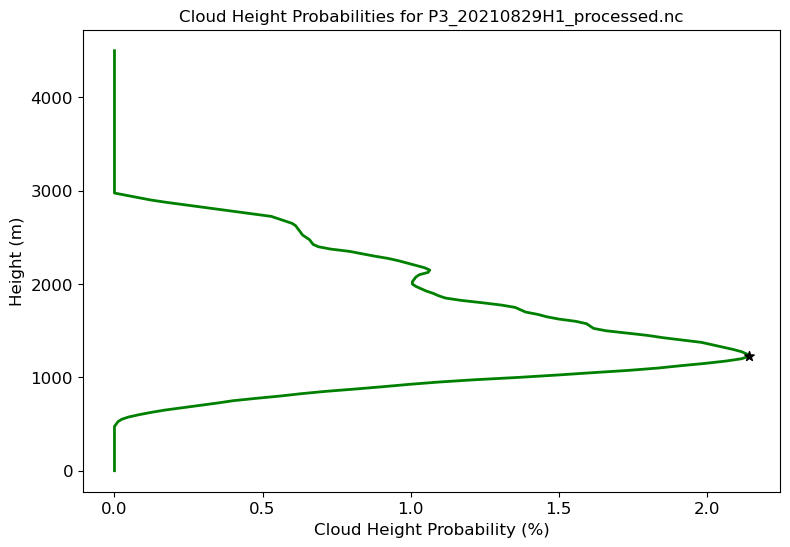 Cloud Height Probabilities for P3_20210829H1_processed.nc
Height (m)
4000
3000
2000
1000
0
0.0 0.5 1.0 1.5 2.0
Cloud Height Probability (%)